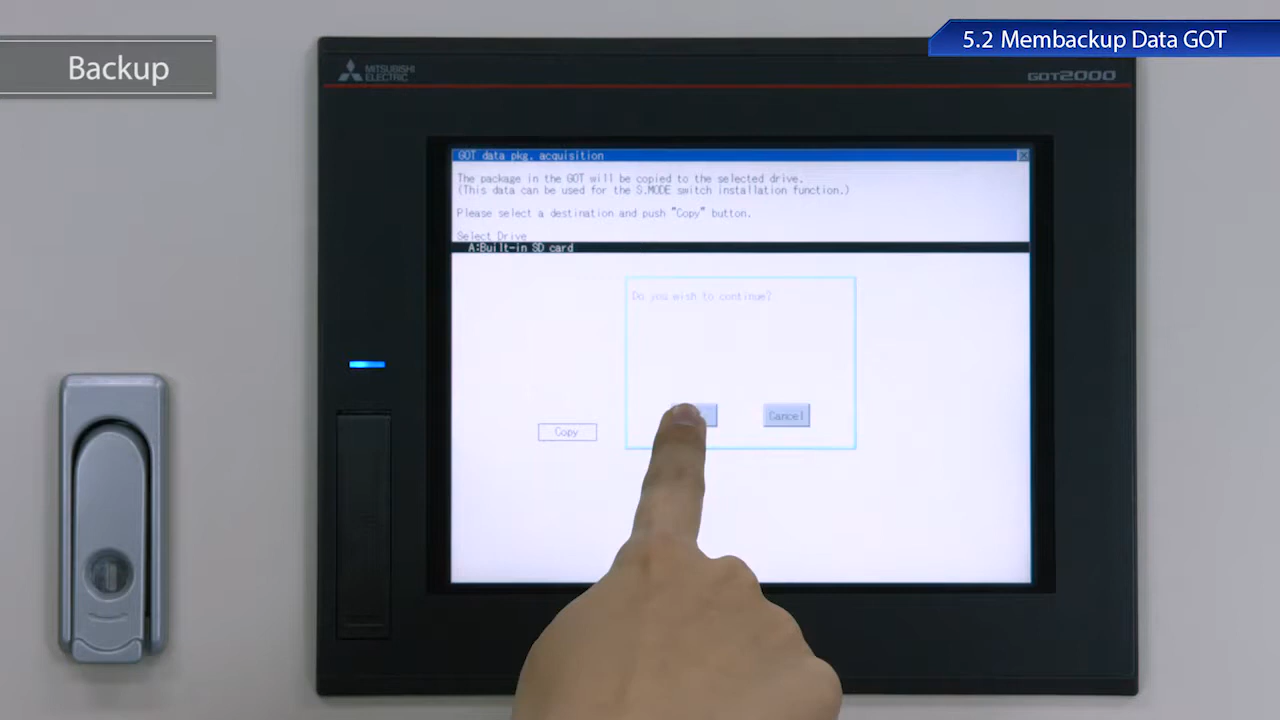 Backup
5.2 Membackup Data GOT
MITSUBISHI
ELECTRIC
GOT2000
GOT data pkg. acquisition
The package in the GOT will be copied to the selected drive.
(This data can be used for the S.MODE switch installation function.)
Please select a destination and push "Copy" button.
Select Drive
A:Built-in SD card
Do you wish to continue?
Cancel
Copy